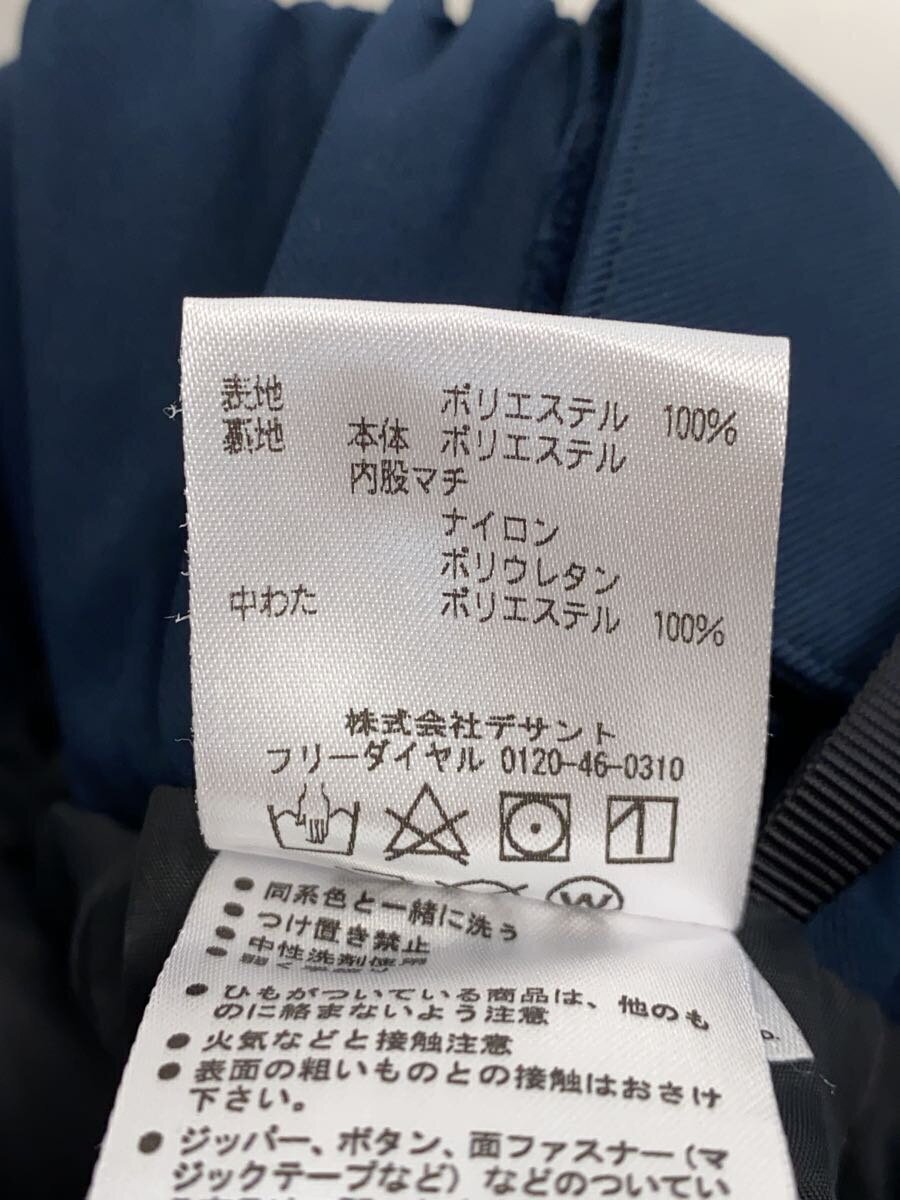 表地 ポリエステル 100%
裏地 本体 ポリエステル
内股マチ
ナイロン
ポリウレタン
中わた ポリエステル 100%
株式会社デサント
フリーダイヤル 0120-46-0310
W
● 同系色と一緒に洗う
● つけ置き禁止
● 中性洗剤使用
● ひもがついている商品は、他のも
のに絡まないよう注意
● 火気などと接触注意
● 表面の粗いものとの接触はおさけ
下さい。
● ジッパー、ボタン、面ファスナー(マ
ジックテープなど)などのついてい